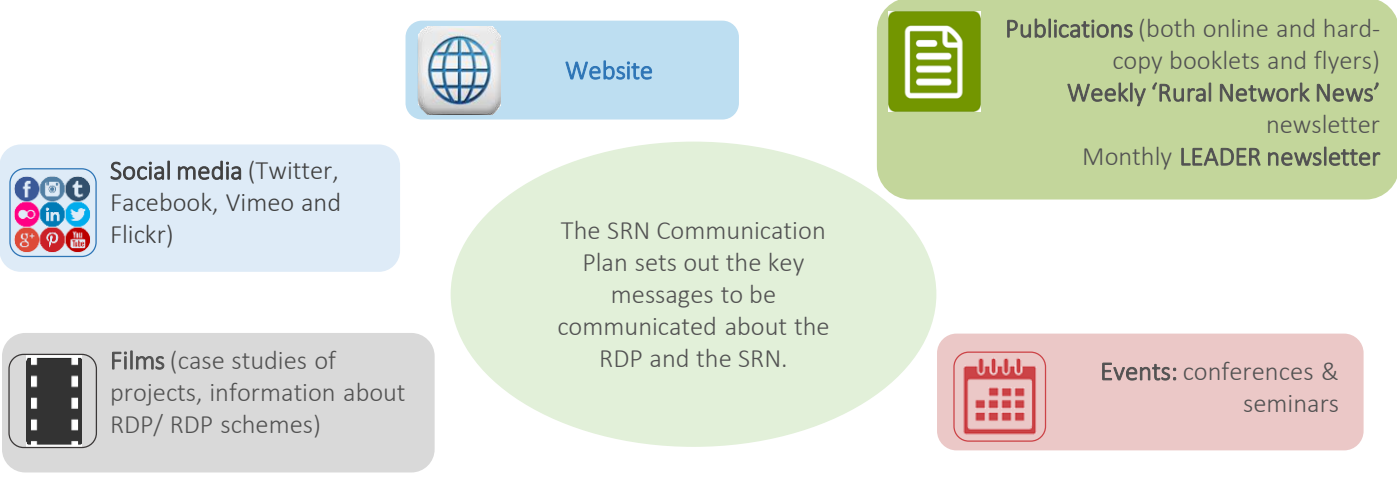 Website
Publications (both online and hard-
copy booklets and flyers)
Weekly ‘Rural Network News’
newsletter
Monthly LEADER newsletter
Social media (Twitter,
Facebook, Vimeo and
Flickr)
The SRN Communication
Plan sets out the key
messages to be
communicated about the
RDP and the SRN.
Films (case studies of
projects, information about
RDP/ RDP schemes)
Events: conferences &
seminars